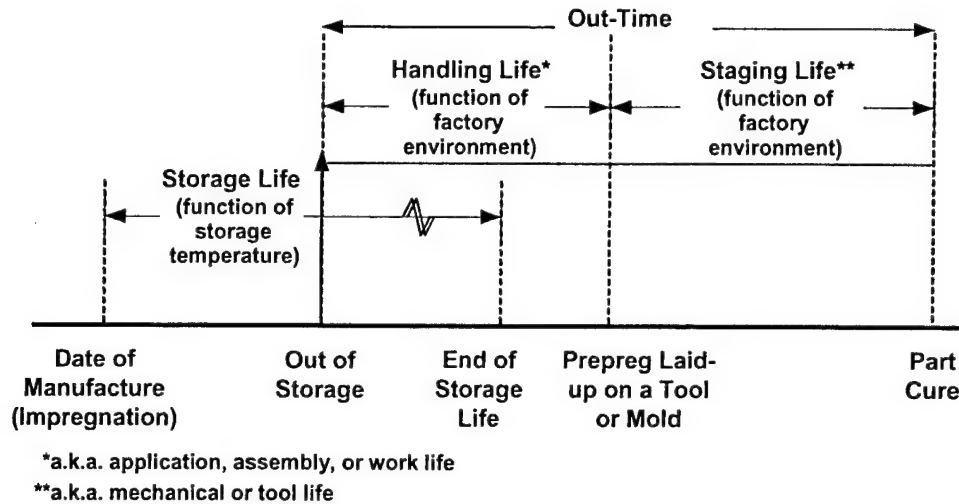 Out-Time
Handling Life*
(function of
factory
environment)
Staging Life**
(function of
factory
environment)
Storage Life
(function of
storage
temperature)
Date of
Manufacture
(Impregnation)
Out of
Storage
End of
Storage
Life
Prepreg Laid-
up on a Tool
or Mold
Part
Cure
*a.k.a. application, assembly, or work life
**a.k.a. mechanical or tool life